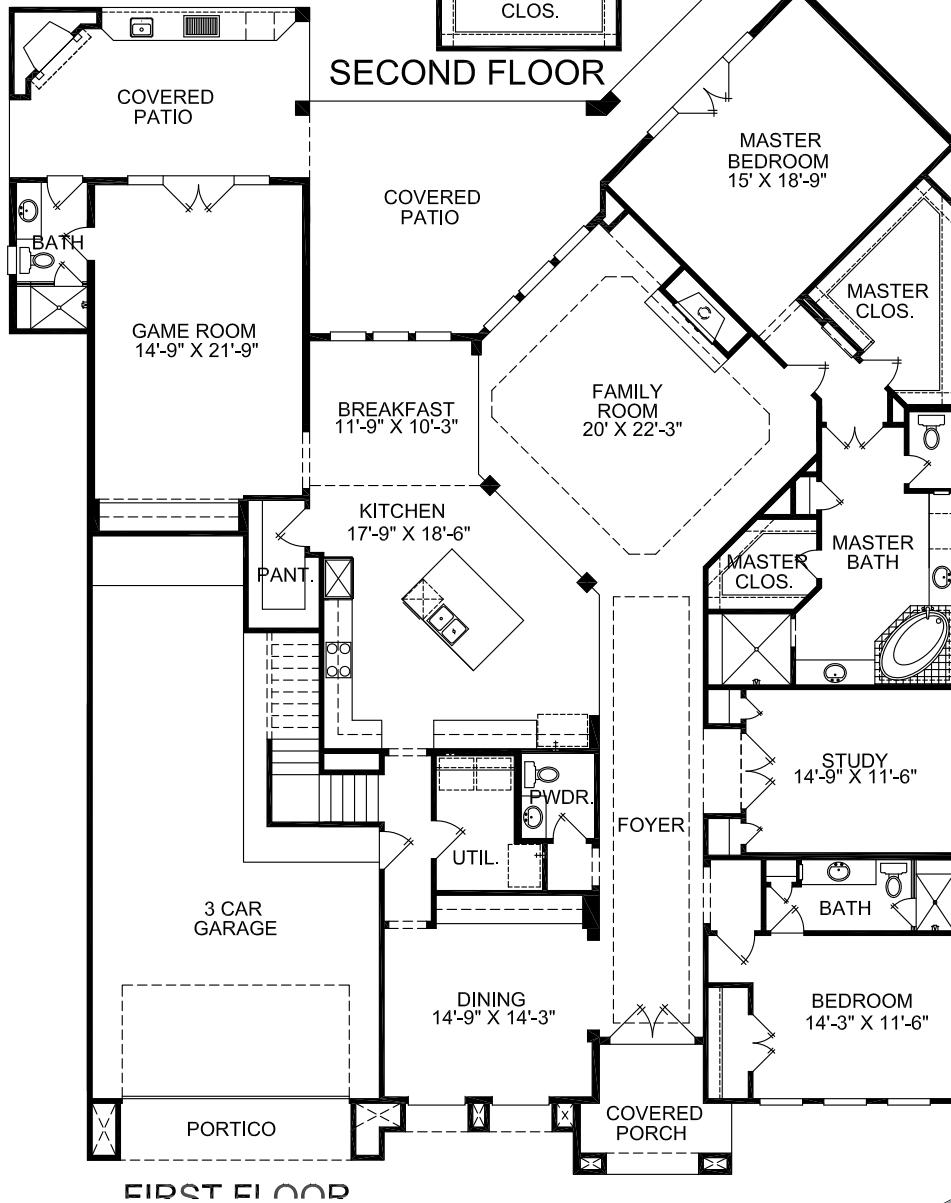 CLOS.
SECOND FLOOR
COVERED
PATIO
COVERED
PATIO
MASTER
BEDROOM
15' X 18'-9"
BATH
MASTER
CLOS.
GAME ROOM
14'-9" X 21'-9"
FAMILY
ROOM
20' X 22'-3"
BREAKFAST
11'-9" X 10'-3"
KITCHEN
17'-9" X 18'-6"
PANT.
MASTER
CLOS.
MASTER
BATH
STUDY
14'-9" X 11'-6"
PWDR.
FOYER
UTIL.
3 CAR
GARAGE
BATH
DINING
14'-9" X 14'-3"
BEDROOM
14'-3" X 11'-6"
PORTICO
COVERED
PORCH
FIRST FLOOR